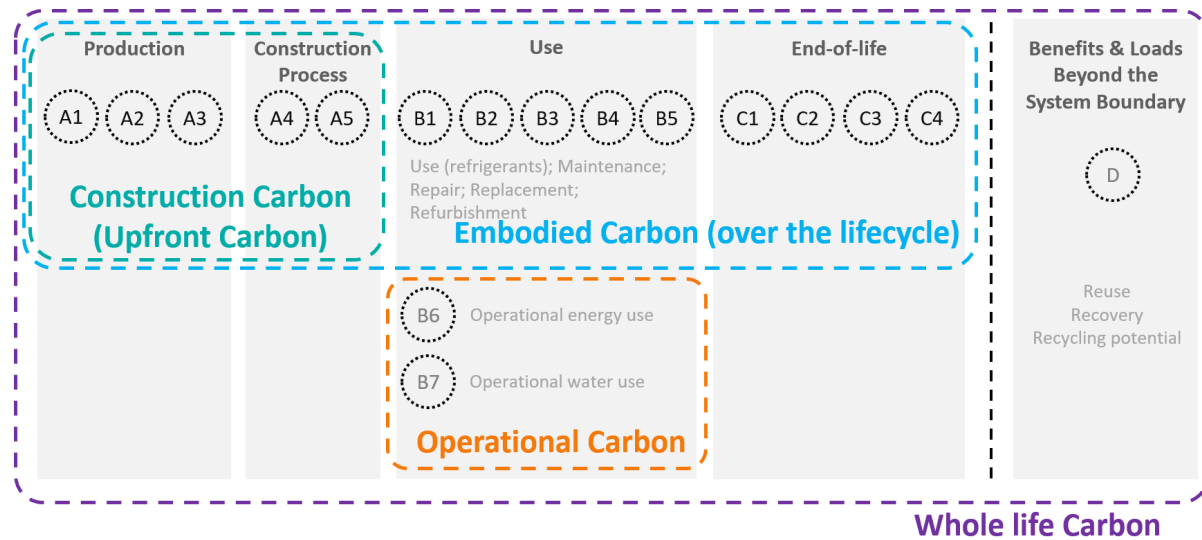 Production
A1 A2 A3
Construction
Process
A4 A5
Construction Carbon
(Upfront Carbon)
Use
B1 B2 B3 B4 B5
Use (refrigerants); Maintenance;
Repair; Replacement;
Refurbishment
End-of-life
C1 C2 C3 C4
Embodied Carbon (over the lifecycle)
B6 Operational energy use
B7 Operational water use
Operational Carbon
Benefits & Loads
Beyond the
System Boundary
D
Reuse
Recovery
Recycling potential
Whole life Carbon